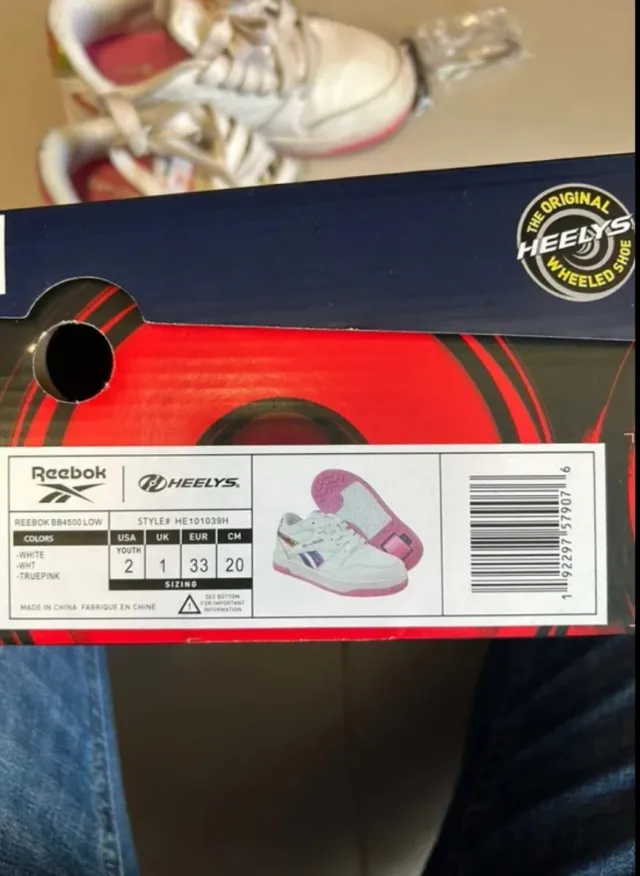 THE ORIGINAL
HEELYS
WHEELED SHOE
Reebok
HEELYS.
REEBOK BB4500 LOW
STYLE# HE101039H
COLORS
-WHITE
-WHT
-TRUEPINK
USA UK EUR CM
YOUTH
2 1 33 20
SIZING
MADE IN CHINA FABRIQUE EN CHINE
SEE BOTTOM
FOR IMPORTANT
INFORMATION
1 92297 57907 6